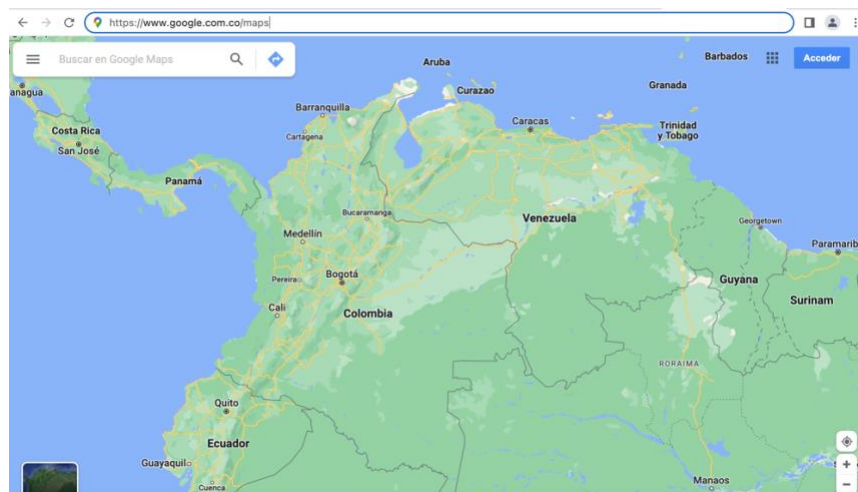 https://www.google.com.co/maps
Buscar en Google Maps
Barbados
Acceder
Aruba
Curazao
Granada
anagua
Barranquilla
Caracas
Trinidad
y Tobago
Costa Rica
Cartagena
San José
Panamá
Bucaramanga
Venezuela
Georgetown
Medellín
Paramarib
Pereira
Bogotá
Guyana
Cali
Colombia
Surinam
RORAIMA
Quito
Ecuador
Guayaquil
Manaos
Cuenca